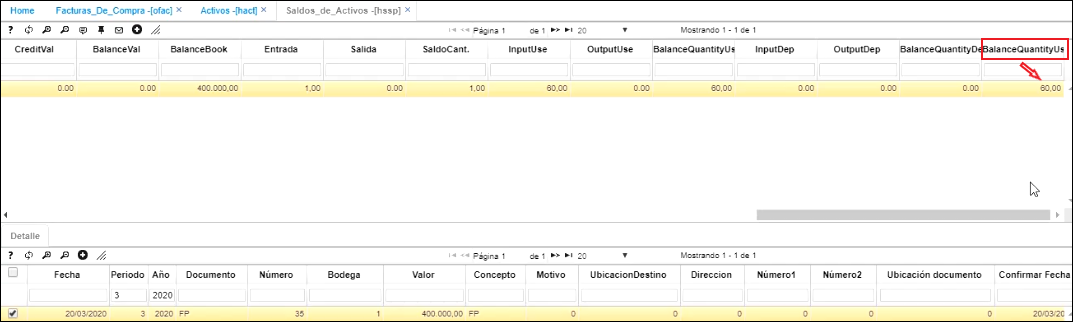 Home Facturas_De_Compra -[ofac] × Activos -[hact] × Saldos_de_Activos -[hssp] ×
? Página 1 de 1 20 ▼ Mostrando 1 - 1 de 1
CreditVal BalanceVal BalanceBook Entrada Salida SaldoCant. InputUse OutputUse BalanceQuantityUs InputDep OutputDep BalanceQuantityDe BalanceQuantityUs
0.00 0.00 400.000,00 1,00 0.00 1,00 60,00 0.00 60,00 0.00 0.00 0.00 60,00
Detalle
? Página 1 de 1 20 ▼ Mostrando 1 - 1 de 1
Fecha Periodo Año Documento Número Bodega Valor Concepto Motivo UbicacionDestino Direccion Número1 Número2 Ubicación documento Confirmar Fecha
3 2020
20/03/2020 3 2020 FP 35 1 400.000,00 FP 0 0 0 0 0 0 20/03/20